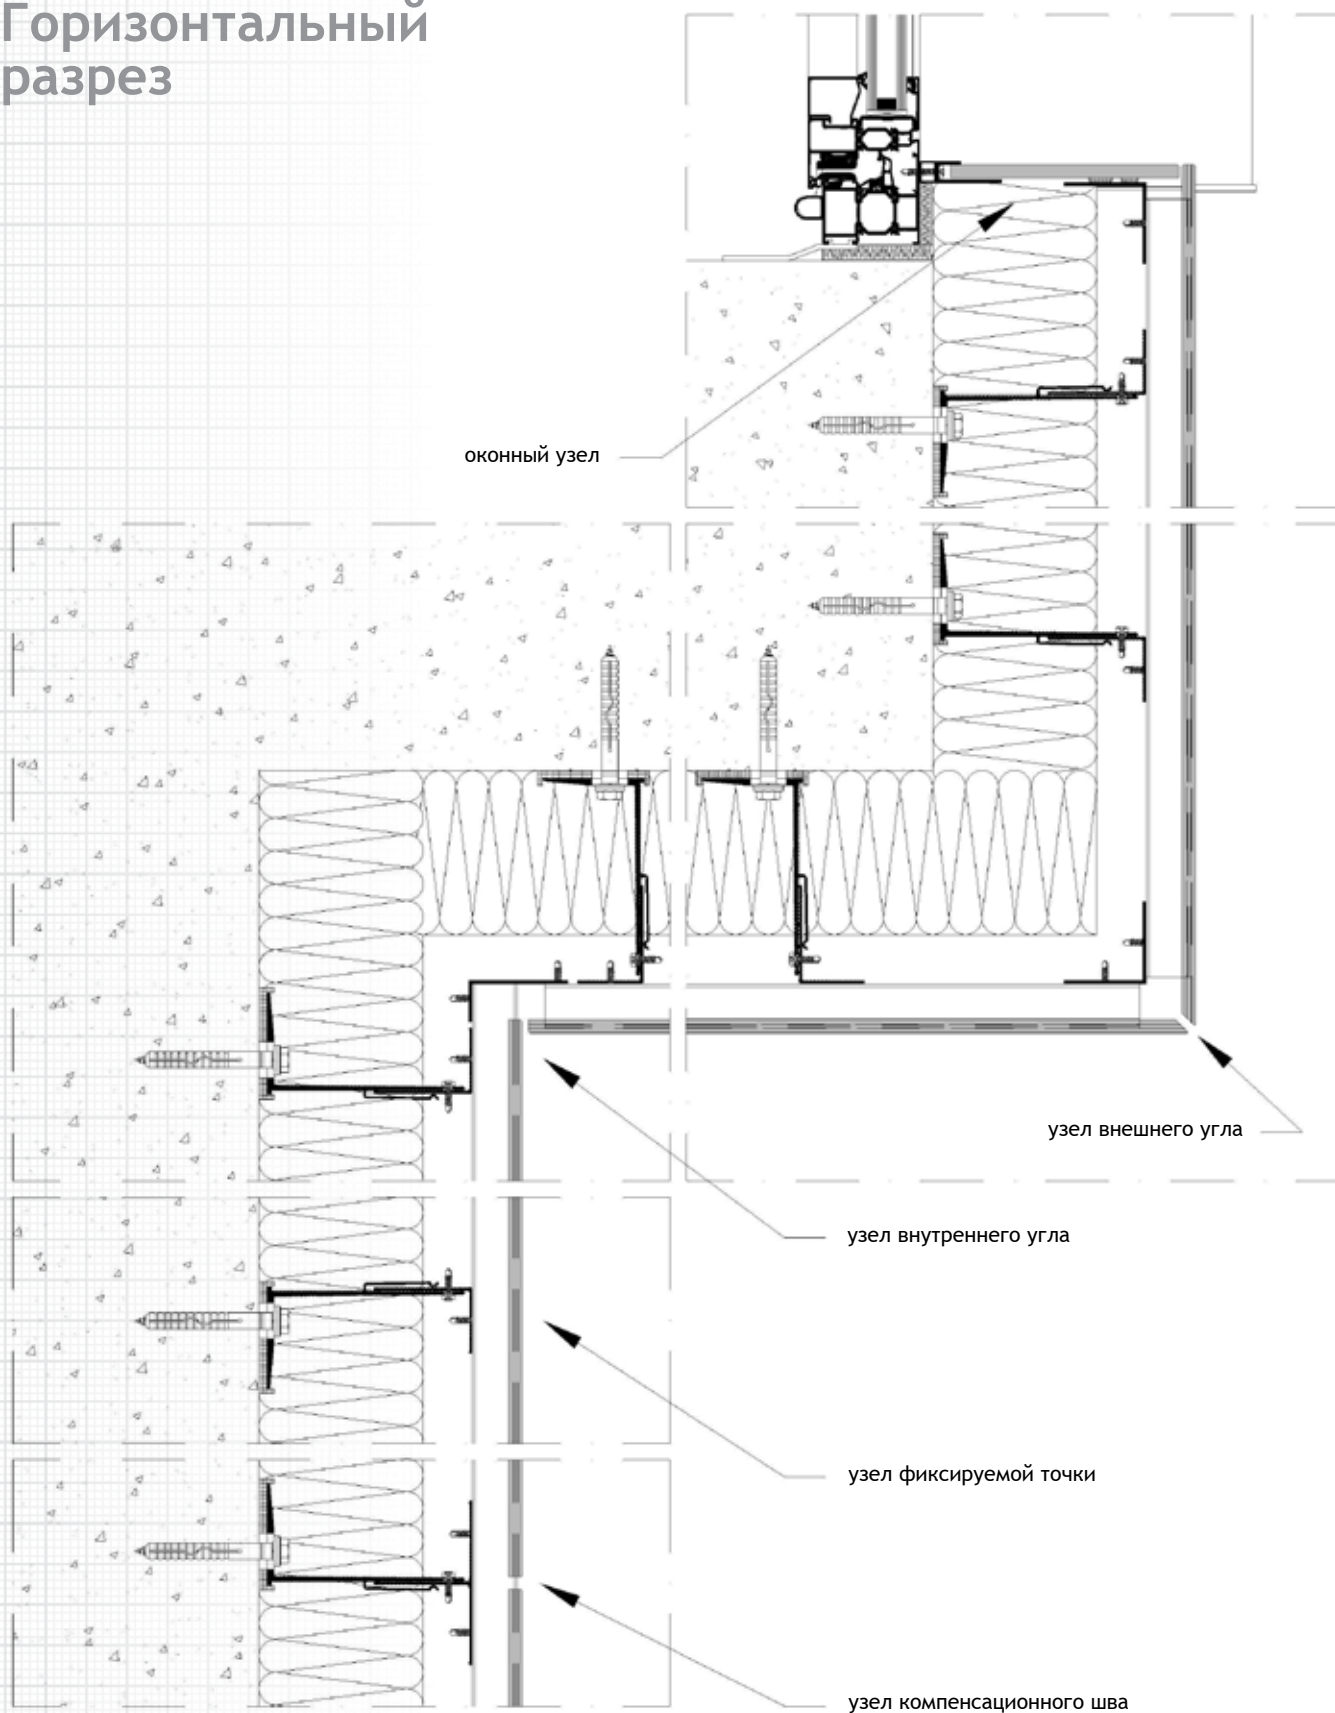 Горизонтальный
разрез
оконный узел
узел внешнего угла
узел внутреннего угла
узел фиксируемой точки
узел компенсационного шва